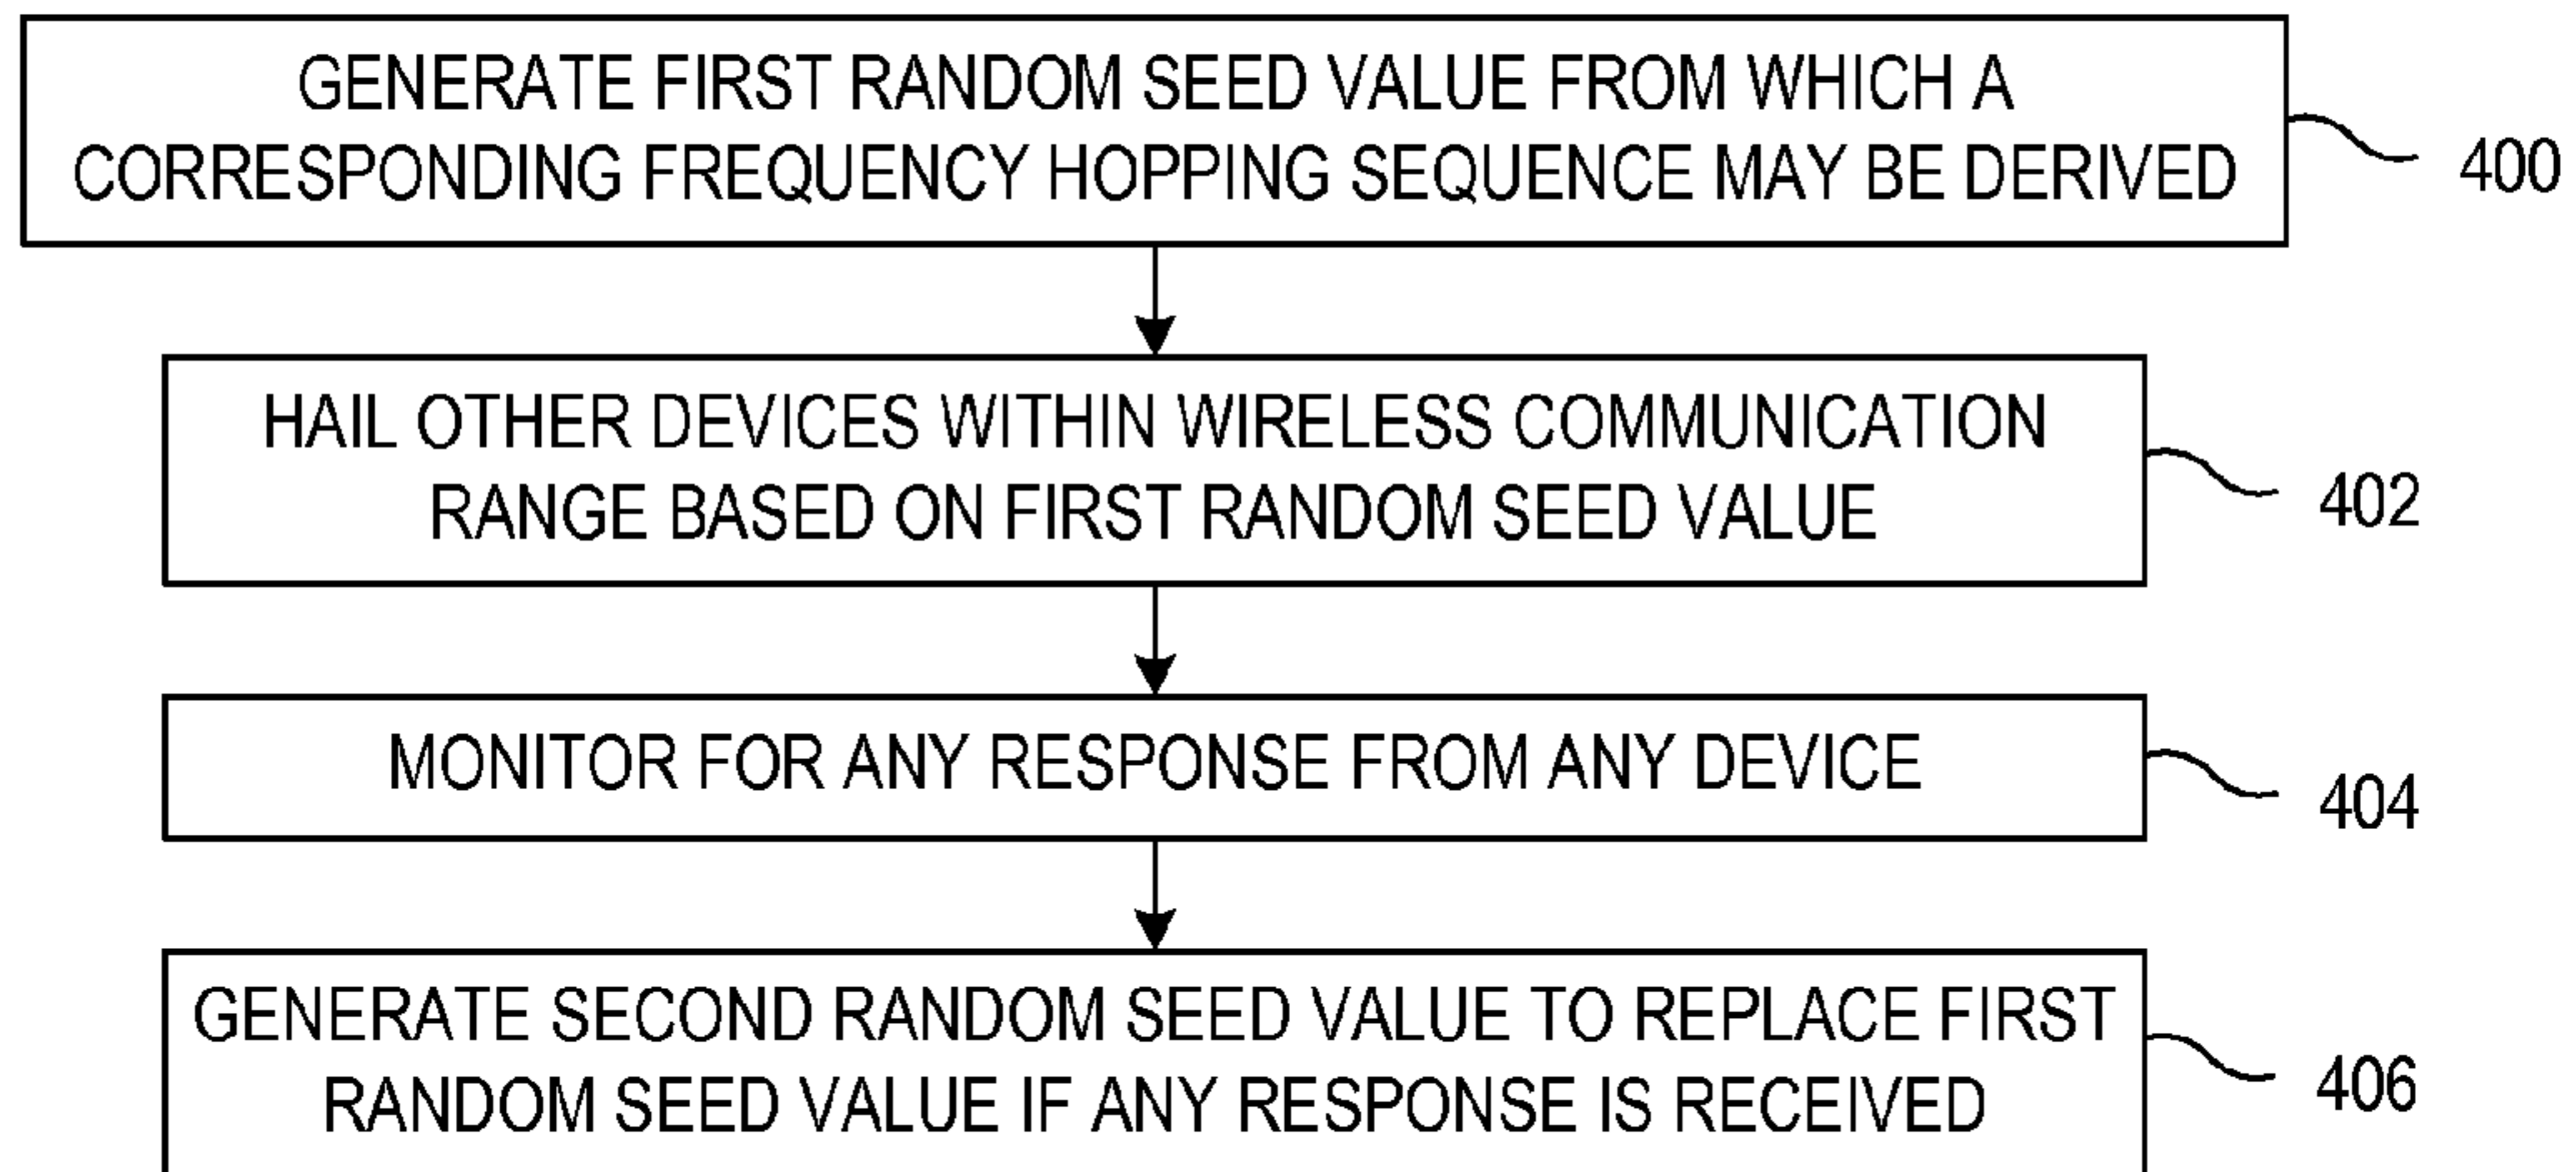 GENERATE FIRST RANDOM SEED VALUE FROM WHICH A
CORRESPONDING FREQUENCY HOPPING SEQUENCE MAY BE DERIVED
400
HAIL OTHER DEVICES WITHIN WIRELESS COMMUNICATION
RANGE BASED ON FIRST RANDOM SEED VALUE
402
MONITOR FOR ANY RESPONSE FROM ANY DEVICE
404
GENERATE SECOND RANDOM SEED VALUE TO REPLACE FIRST
RANDOM SEED VALUE IF ANY RESPONSE IS RECEIVED
406